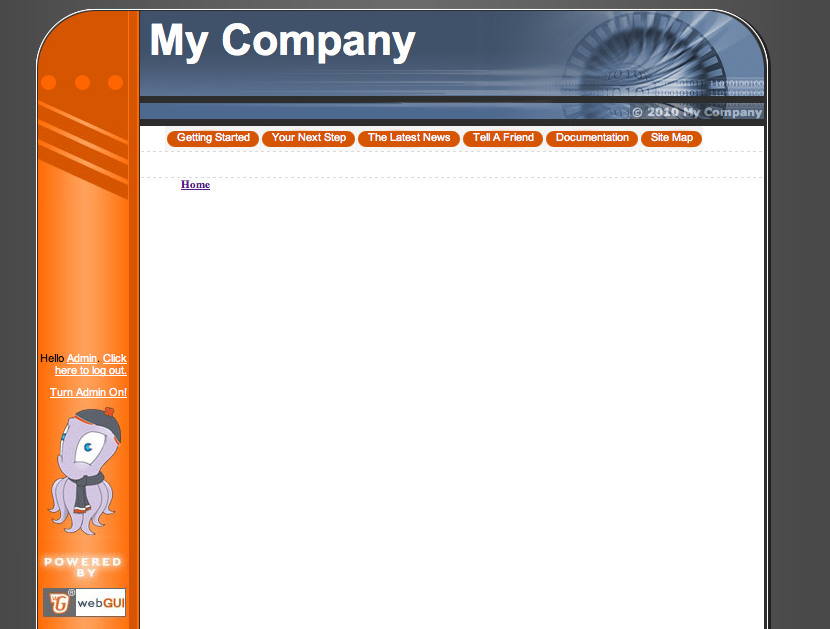 My Company
© 2010 My Company
Getting Started Your Next Step The Latest News Tell A Friend Documentation Site Map
Home
Hello Admin. Click
here to log out.
Turn Admin On!
POWERED
BY
G® webGUI